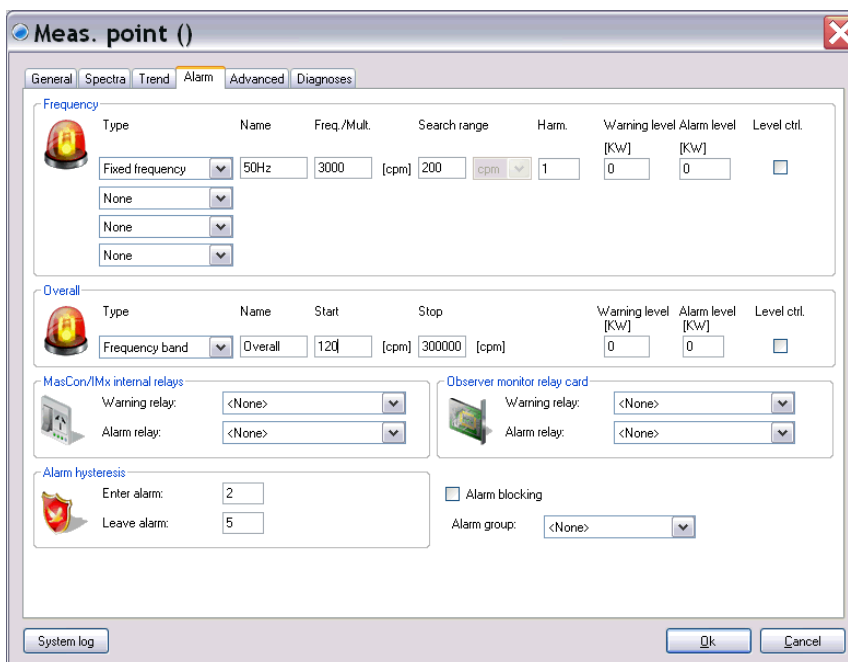 Meas. point ()
General Spectra Trend Alarm Advanced Diagnoses
Frequency
Type Name Freq./Mult. Search range Harm. Warning level Alarm level Level ctrl.
[KW] [KW]
Fixed frequency 50Hz 3000 [cpm] 200 cpm 1 0 0
None
None
None
Overall
Type Name Start Stop Warning level Alarm level Level ctrl.
[KW] [KW]
Frequency band Overall 120 [cpm] 300000 [cpm] 0 0
MasCon/IMx internal relays
Warning relay: <None>
Alarm relay: <None>
Observer monitor relay card
Warning relay: <None>
Alarm relay: <None>
Alarm hysteresis
Enter alarm: 2
Leave alarm: 5
Alarm blocking
Alarm group: <None>
System log Ok Cancel